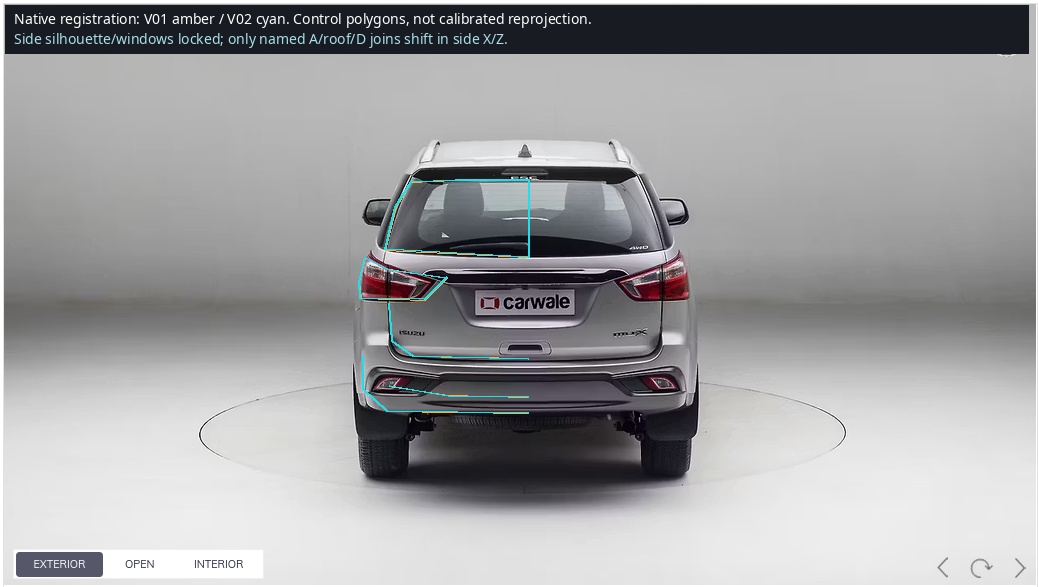 Native registration: V01 amber / V02 cyan. Control polygons, not calibrated reprojection.
Side silhouette/windows locked; only named A/roof/D joins shift in side X/Z.
4WD
carwale
ISUZU
mu-X
EXTERIOR
OPEN
INTERIOR